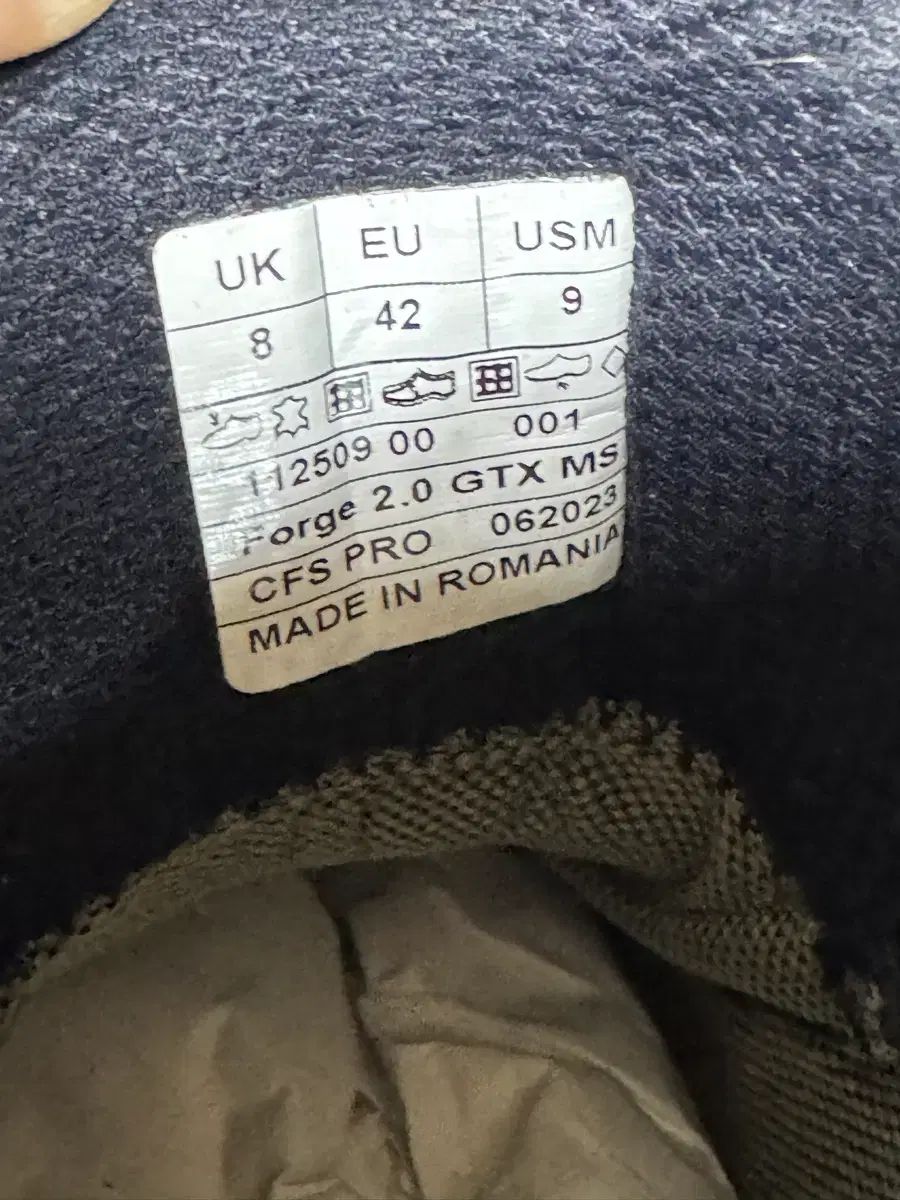 UK EU USM
8 42 9
112509 00 001
Forge 2.0 GTX MS
CFS PRO 062023
MADE IN ROMANIA